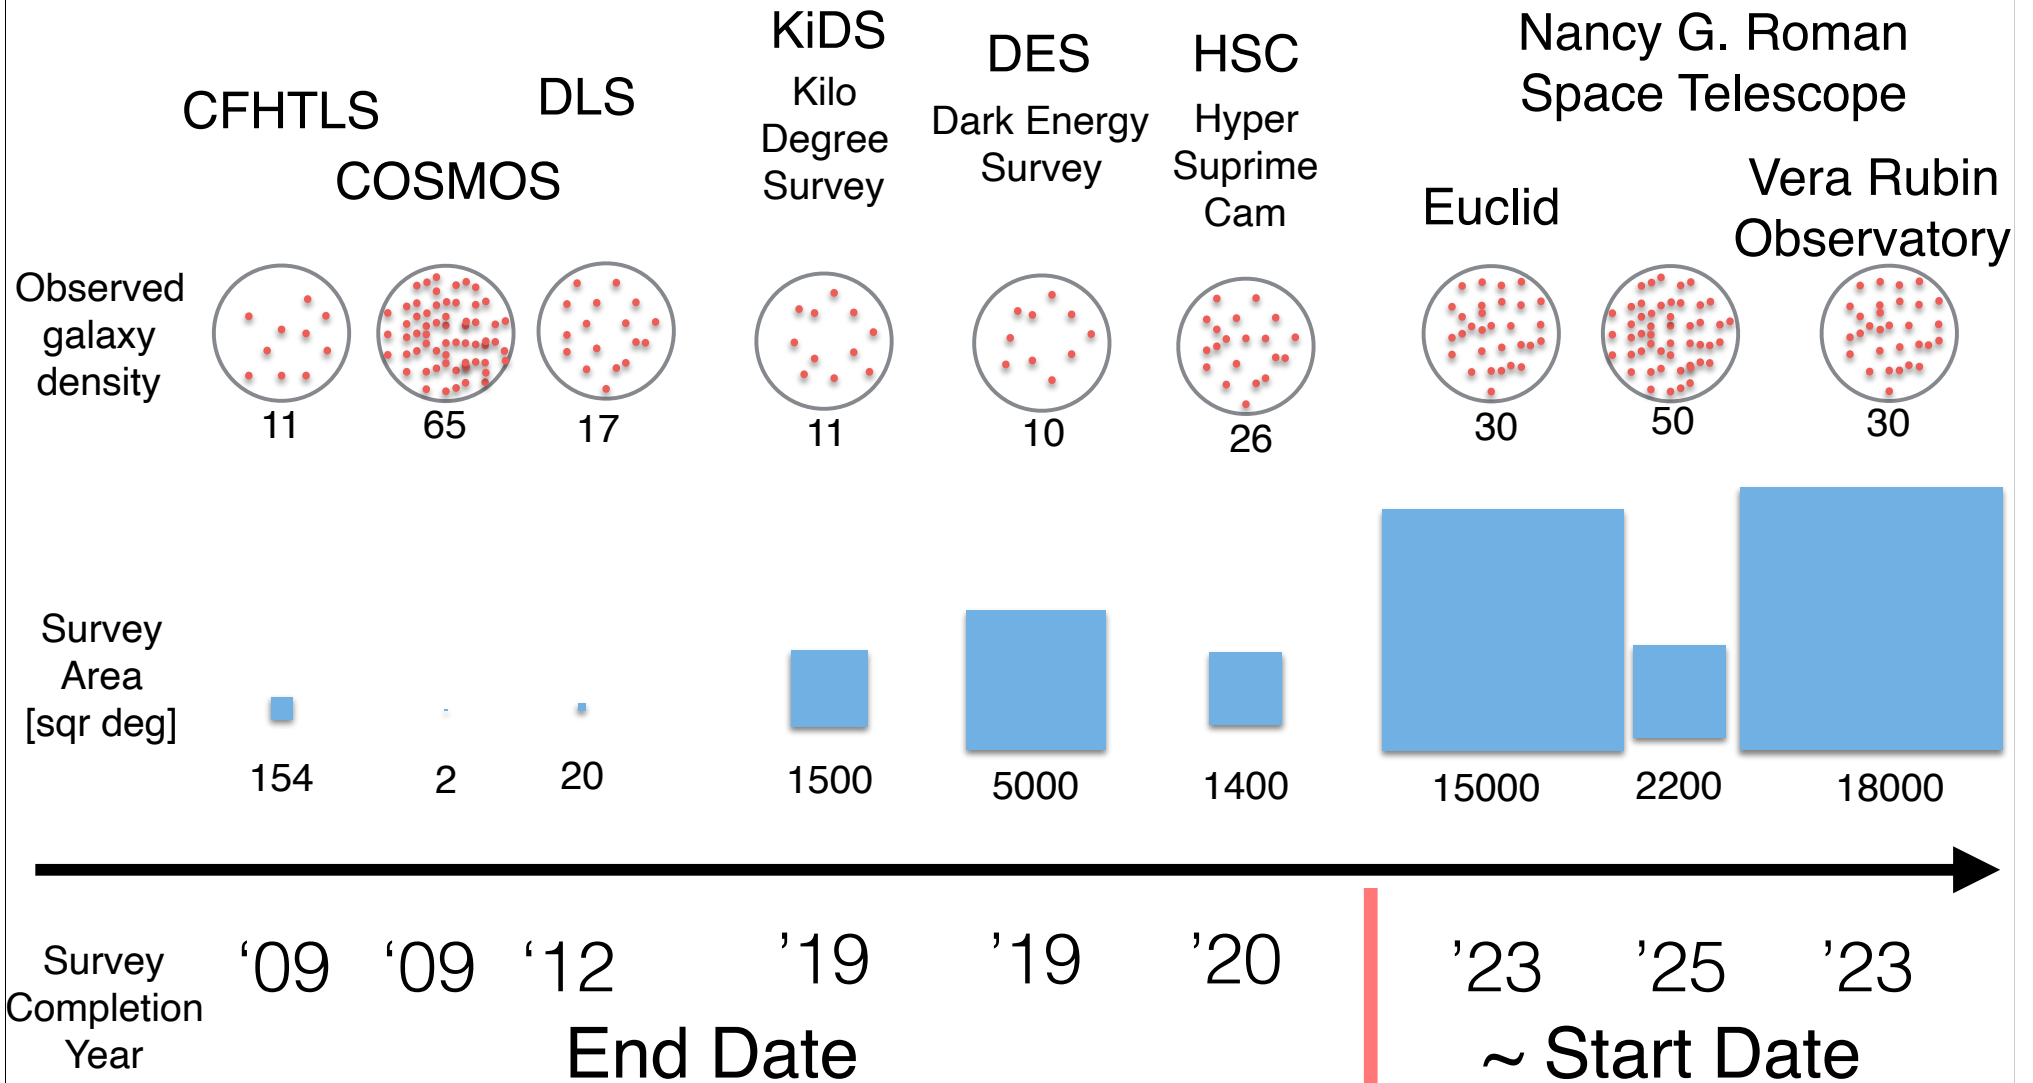 CFHTLS
COSMOS
DLS
KiDS
Kilo
Degree
Survey
DES
Dark Energy
Survey
HSC
Hyper
Suprime
Cam
Nancy G. Roman
Space Telescope
Euclid
Vera Rubin
Observatory
Observed
galaxy
density
11
65
17
11
10
26
30
50
30
Survey
Area
[sqr deg]
154
2
20
1500
5000
1400
15000
2200
18000
Survey
Completion
Year
‘09
‘09
‘12
’19
’19
’20
’23
’25
’23
End Date
~ Start Date